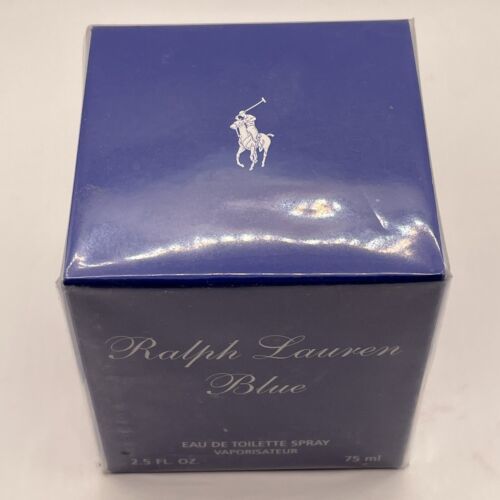 Ralph Lauren
Blue
EAU DE TOILETTE SPRAY
VAPORISATEUR
2.5 FL. OZ. 75 ml